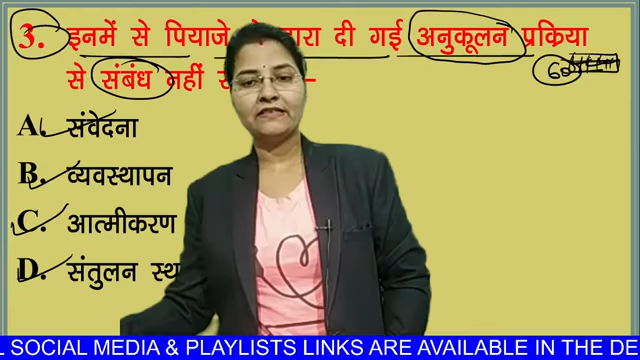 3. इनमें से पियाजे द्वारा दी गई अनुकूलन प्रक्रिया
से संबंध नहीं
A. संवेदना
B. व्यवस्थापन
C. आत्मीकरण
D. संतुलन
SOCIAL MEDIA & PLAYLISTS LINKS ARE AVAILABLE IN THE DE